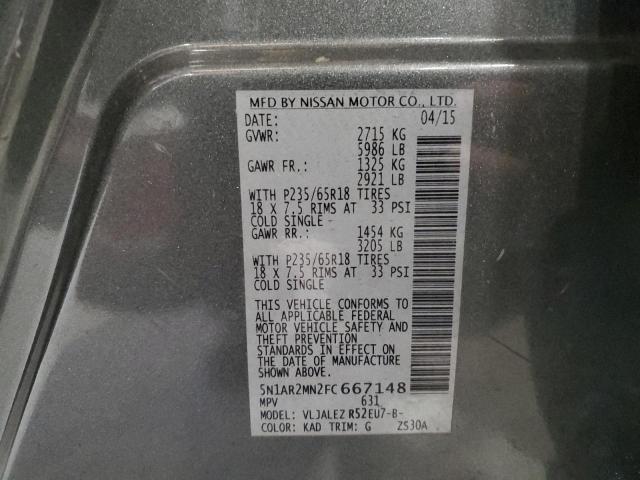 MFD BY NISSAN MOTOR CO., LTD.
DATE: 04/15
GVWR: 2715 KG
5986 LB
GAWR FR.: 1325 KG
2921 LB
WITH P235/65R18 TIRES
18 X 7.5 RIMS AT 33 PSI
COLD SINGLE
GAWR RR.: 1454 KG
3205 LB
WITH P235/65R18 TIRES
18 X 7.5 RIMS AT 33 PSI
COLD SINGLE
THIS VEHICLE CONFORMS TO
ALL APPLICABLE FEDERAL
MOTOR VEHICLE SAFETY AND
THEFT PREVENTION
STANDARDS IN EFFECT ON
THE DATE OF MANUFACTURE
SHOWN ABOVE.
5N1AR2MN2FC667148
MPV 631
MODEL: VLJALEZ R52EU7-B-
COLOR: KAD TRIM: G ZS30A